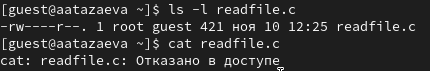 [guest@aatazaeva ~]$ ls -l readfile.c
-rw----r--. 1 root guest 421 ноя 10 12:25 readfile.c
[guest@aatazaeva ~]$ cat readfile.c
cat: readfile.c: Отказано в доступе